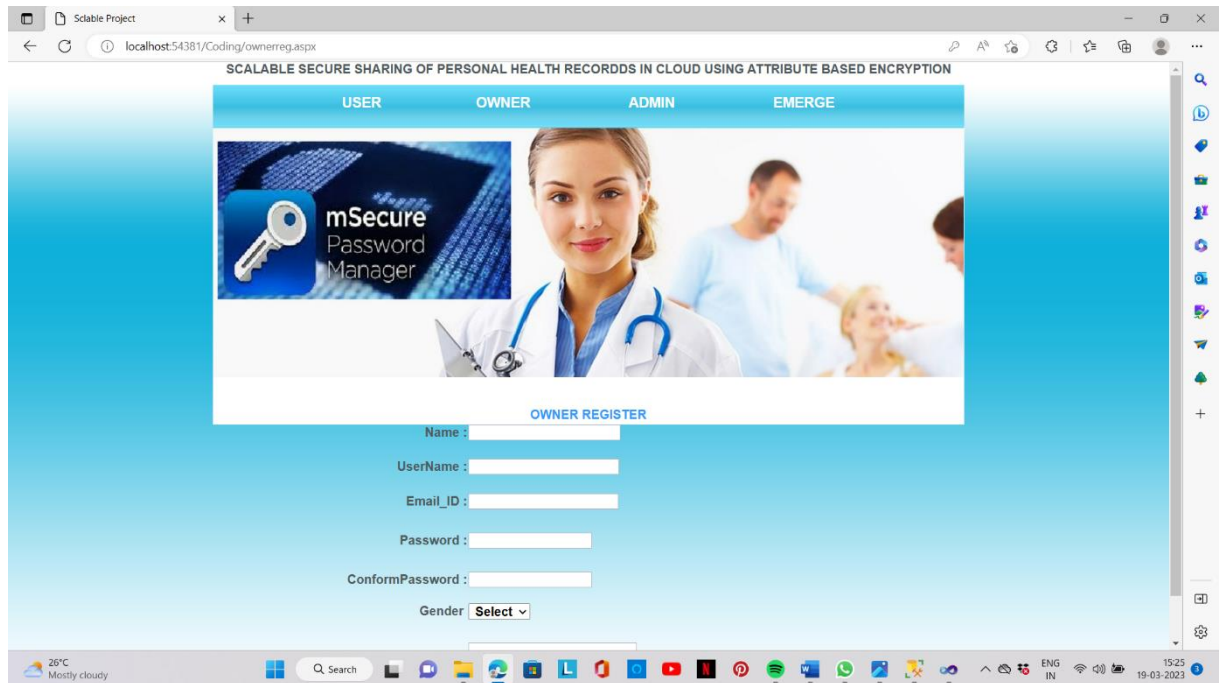 Sclable Project
localhost:54381/Coding/ownerreg.aspx
SCALABLE SECURE SHARING OF PERSONAL HEALTH RECORDDS IN CLOUD USING ATTRIBUTE BASED ENCRYPTION
USER OWNER ADMIN EMERGE
mSecure
Password
Manager
OWNER REGISTER
Name :
UserName :
Email_ID :
Password :
ConformPassword :
Gender Select
26°C
Mostly cloudy
Search
ENG
IN
15:25
19-03-2023
3